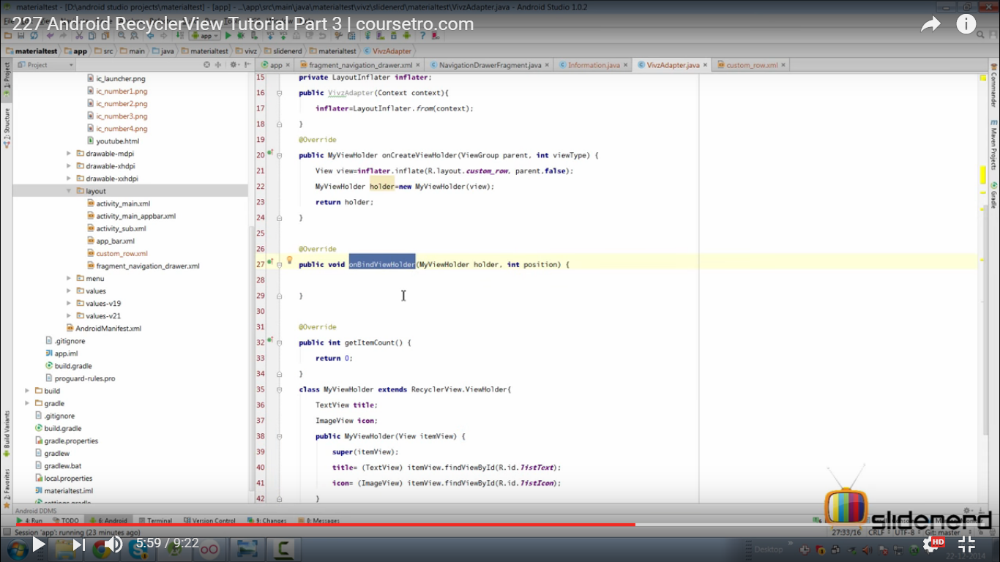 materialtest - [D:\android studio projects\materialtest] - [app] - ...\app\src\main\java\materialtest\vivz\slidenerd\materialtest\VivzAdapter.java - Android Studio 1.0.2
227 Android RecyclerView Tutorial Part 3 | coursetro.com
app
materialtest app src main java materialtest vivz slidenerd materialtest VivzAdapter
Project app fragment_navigation_drawer.xml NavigationDrawerFragment.java Information.java VivzAdapter.java custom_row.xml
1: Project
Z: Structure
Build Variants
2: Favorites
ic_launcher.png
ic_number1.png
ic_number2.png
ic_number3.png
ic_number4.png
youtube.html
drawable-mdpi
drawable-xhdpi
drawable-xxhdpi
layout
activity_main.xml
activity_main_appbar.xml
activity_sub.xml
app_bar.xml
custom_row.xml
fragment_navigation_drawer.xml
menu
values
values-v19
values-v21
AndroidManifest.xml
.gitignore
app.iml
build.gradle
proguard-rules.pro
build
gradle
.gitignore
build.gradle
gradle.properties
gradlew
gradlew.bat
local.properties
materialtest.iml
settings.gradle
15 private LayoutInflater inflater;
16 public VivzAdapter(Context context){
17 inflater=LayoutInflater.from(context);
18 }
19 @Override
20 public MyViewHolder onCreateViewHolder(ViewGroup parent, int viewType) {
21 View view=inflater.inflate(R.layout.custom_row, parent,false);
22 MyViewHolder holder=new MyViewHolder(view);
23 return holder;
24 }
25
26 @Override
27 public void onBindViewHolder(MyViewHolder holder, int position) {
28
29 }
30
31 @Override
32 public int getItemCount() {
33 return 0;
34 }
35 class MyViewHolder extends RecyclerView.ViewHolder{
36 TextView title;
37 ImageView icon;
38 public MyViewHolder(View itemView) {
39 super(itemView);
40 title= (TextView) itemView.findViewById(R.id.listText);
41 icon= (ImageView) itemView.findViewById(R.id.listIcon);
42 }
Commander
Maven Projects
Gradle
Android DDMS
4: Run TODO 6: Android Terminal Version Control 9: Changes 0: Messages
slidenerd
Session 'app': running (23 minutes ago) 27:33/16 CRLF UTF-8 Git: master
5:59 / 9:22
Desktop
HD
22-12-2014